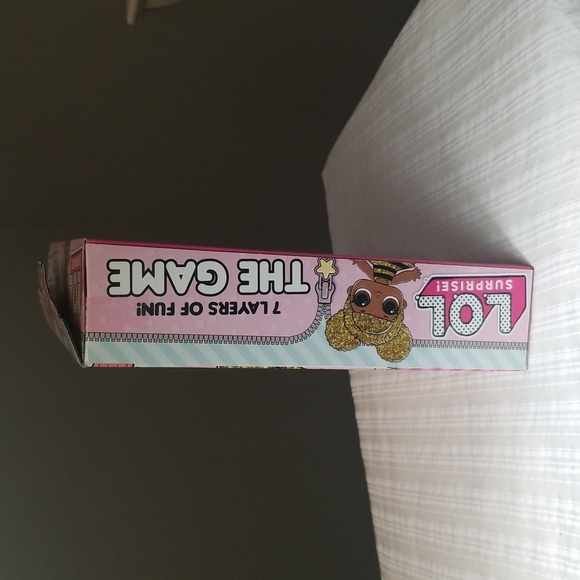 L.O.L
SURPRISE!
7 LAYERS OF FUN!
THE GAME